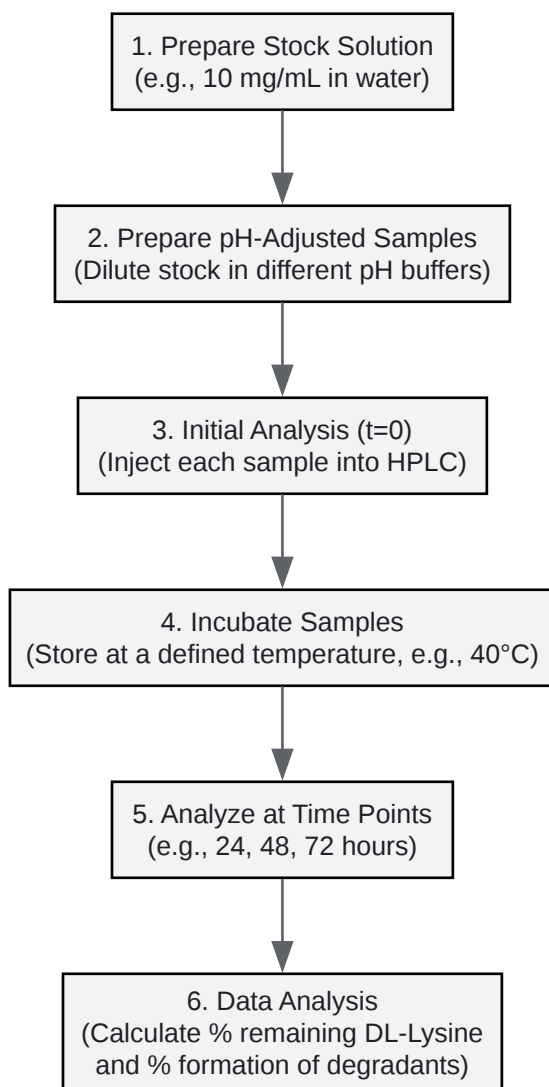 1. Prepare Stock Solution
(e.g., 10 mg/mL in water)
2. Prepare pH-Adjusted Samples
(Dilute stock in different pH buffers)
3. Initial Analysis (t=0)
(Inject each sample into HPLC)
4. Incubate Samples
(Store at a defined temperature, e.g., 40°C)
5. Analyze at Time Points
(e.g., 24, 48, 72 hours)
6. Data Analysis
(Calculate % remaining DL-Lysine
and % formation of degradants)